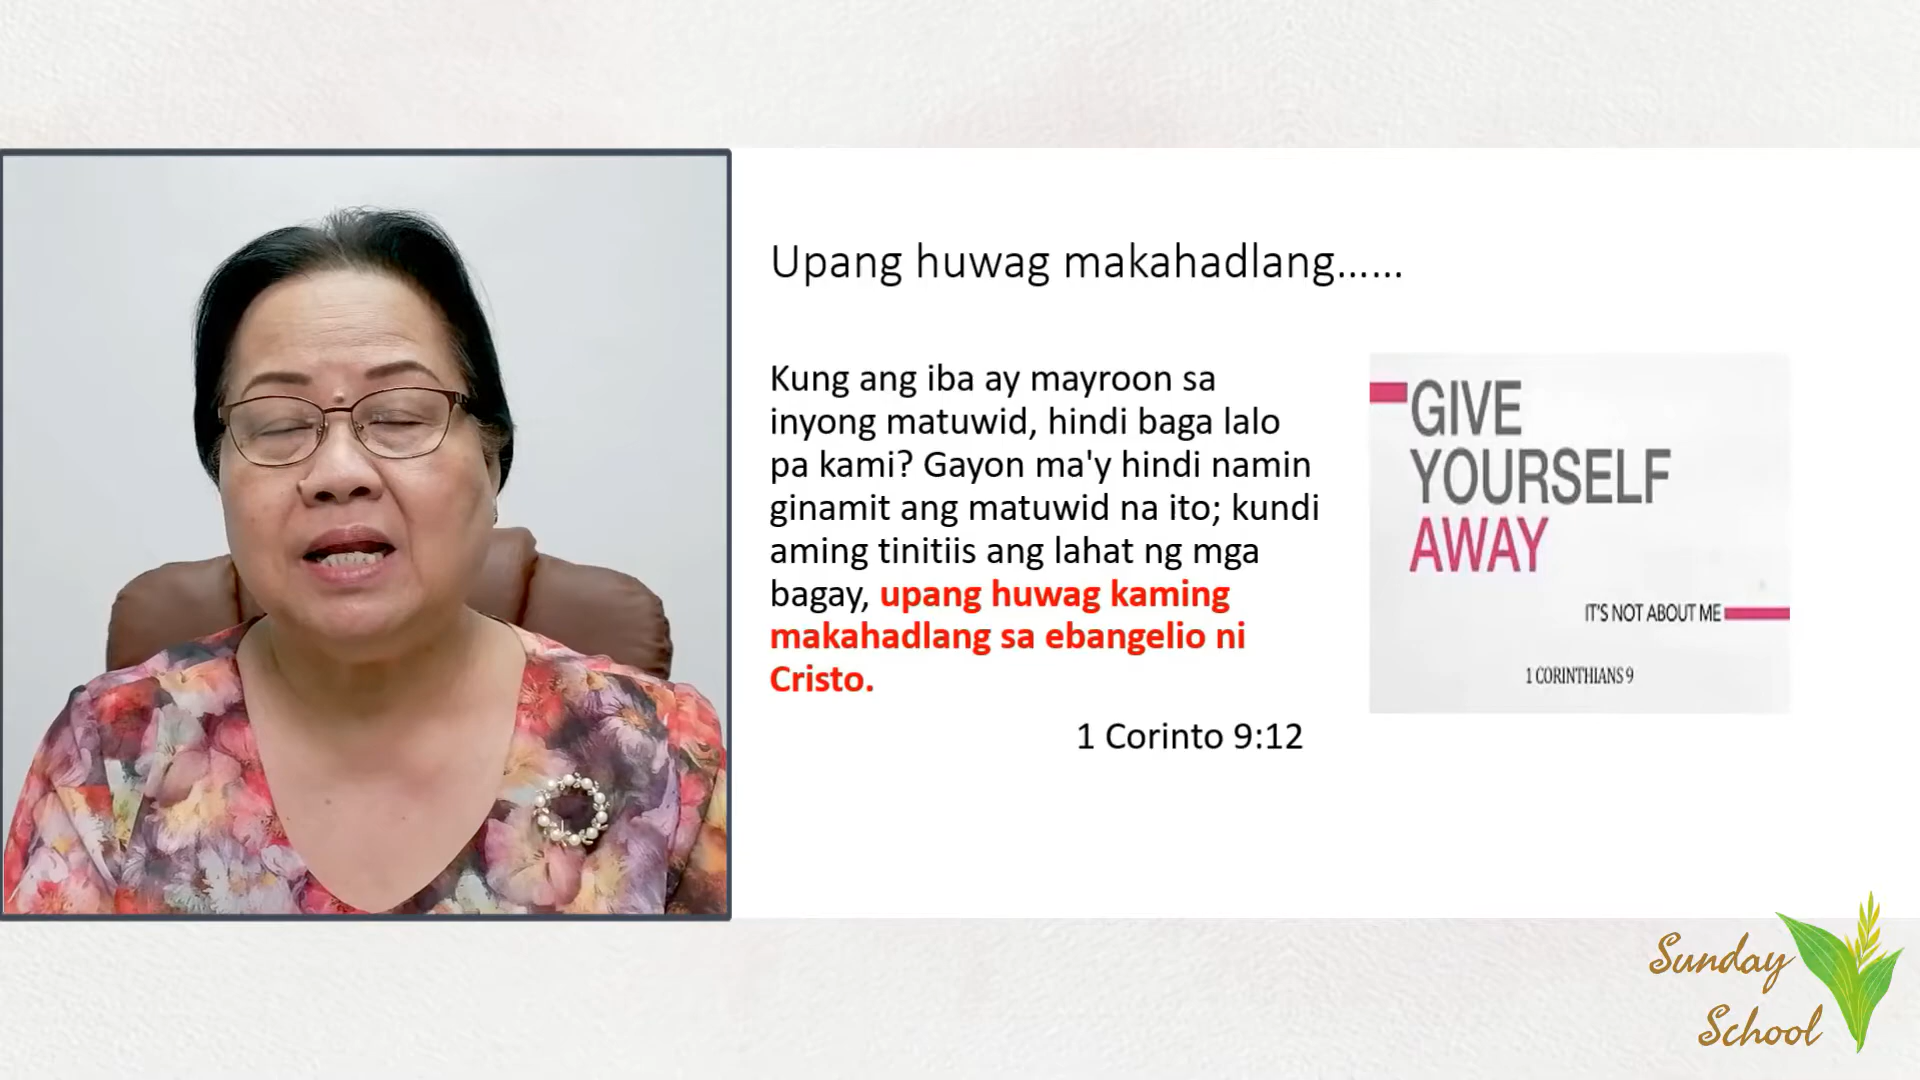 Upang huwag makahadlang......
Kung ang iba ay mayroon sa
inyong matuwid, hindi baga lalo
pa kami? Gayon ma'y hindi namin
ginamit ang matuwid na ito; kundi
aming tinitiis ang lahat ng mga
bagay, upang huwag kaming
makahadlang sa ebangelio ni
Cristo.
1 Corinto 9:12
GIVE
YOURSELF
AWAY
IT'S NOT ABOUT ME
1 CORINTHIANS 9
Sunday
School